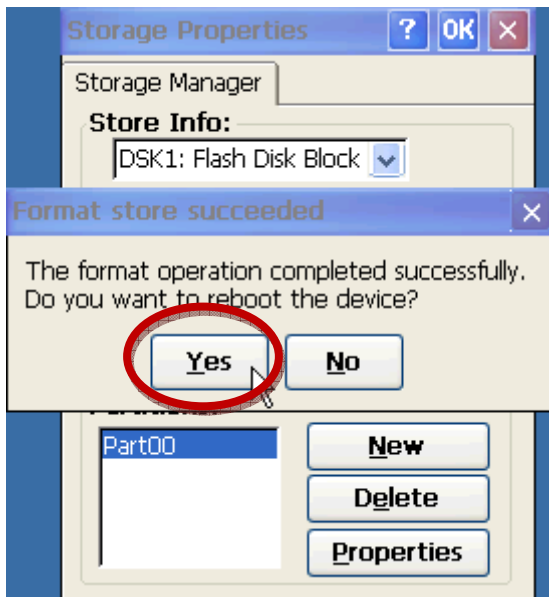 Storage Properties ? OK ×
Storage Manager
Store Info:
DSK1: Flash Disk Block
Format store succeeded ×
The format operation completed successfully.
Do you want to reboot the device?
Yes No
Part00
New
Delete
Properties